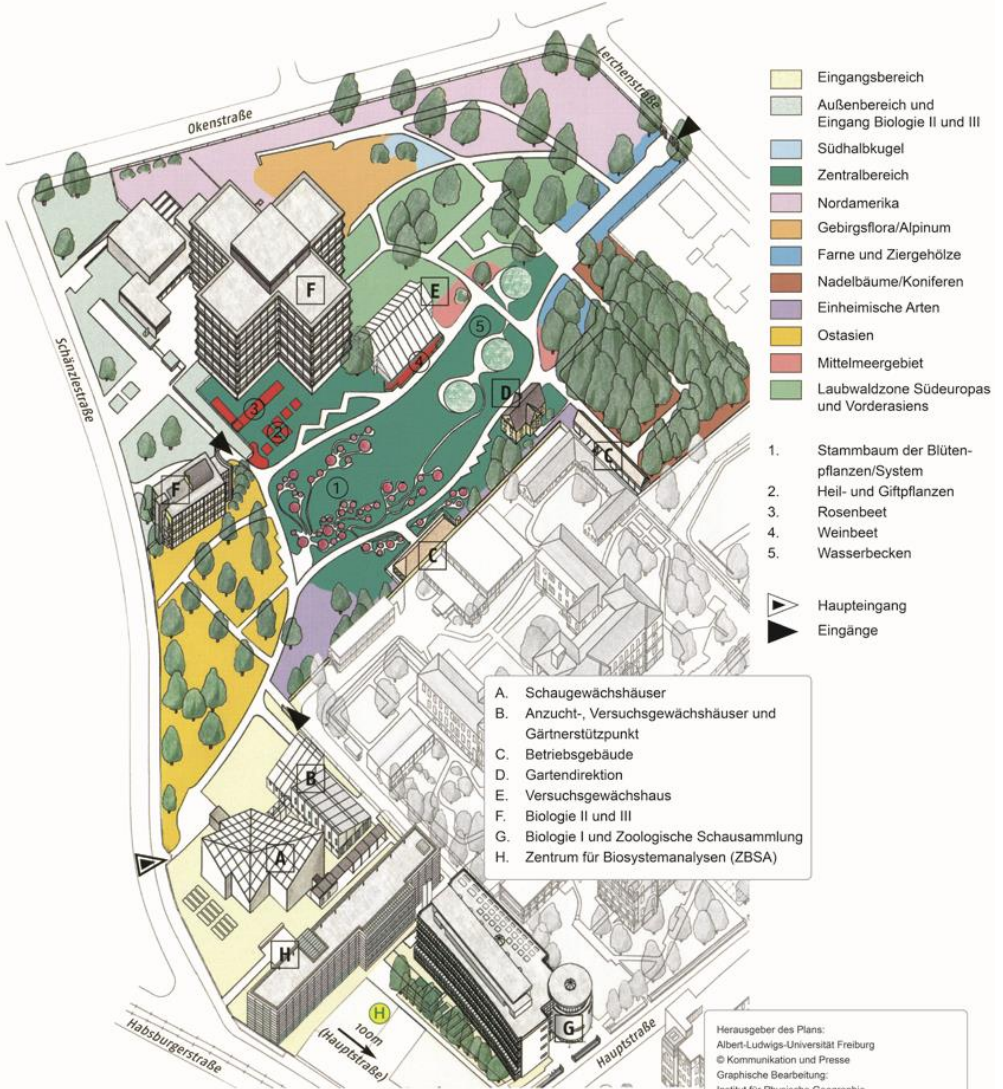 Okenstraße
Lerchenstraße
Schänzlestraße
Eingangsbereich
Außenbereich und
Eingang Biologie II und III
Südhalbkugel
Zentralbereich
Nordamerika
Gebirgsflora/Alpinum
Farne und Ziergehölze
Nadelbäume/Koniferen
Einheimische Arten
Ostasien
Mittelmeergebiet
Laubwaldzone Südeuropas
und Vorderasiens
1. Stammbaum der Blüten-
pflanzen/System
2. Heil- und Giftpflanzen
3. Rosenbeet
4. Weinbeet
5. Wasserbecken
Haupteingang
Eingänge
F
E
5
4
D
3
2
C
F
1
C
A. Schaugewächshäuser
B. Anzucht-, Versuchsgewächshäuser und
Gärtnerstützpunkt
C. Betriebsgebäude
D. Gartendirektion
E. Versuchsgewächshaus
F. Biologie II und III
G. Biologie I und Zoologische Schausammlung
H. Zentrum für Biosystemanalysen (ZBSA)
B
A
H
H
100m
(Hauptstraße)
G
Habsburgerstraße
Hauptstraße
Herausgeber des Plans:
Albert-Ludwigs-Universität Freiburg
© Kommunikation und Presse
Graphische Bearbeitung:
Institut für Physische Geographie